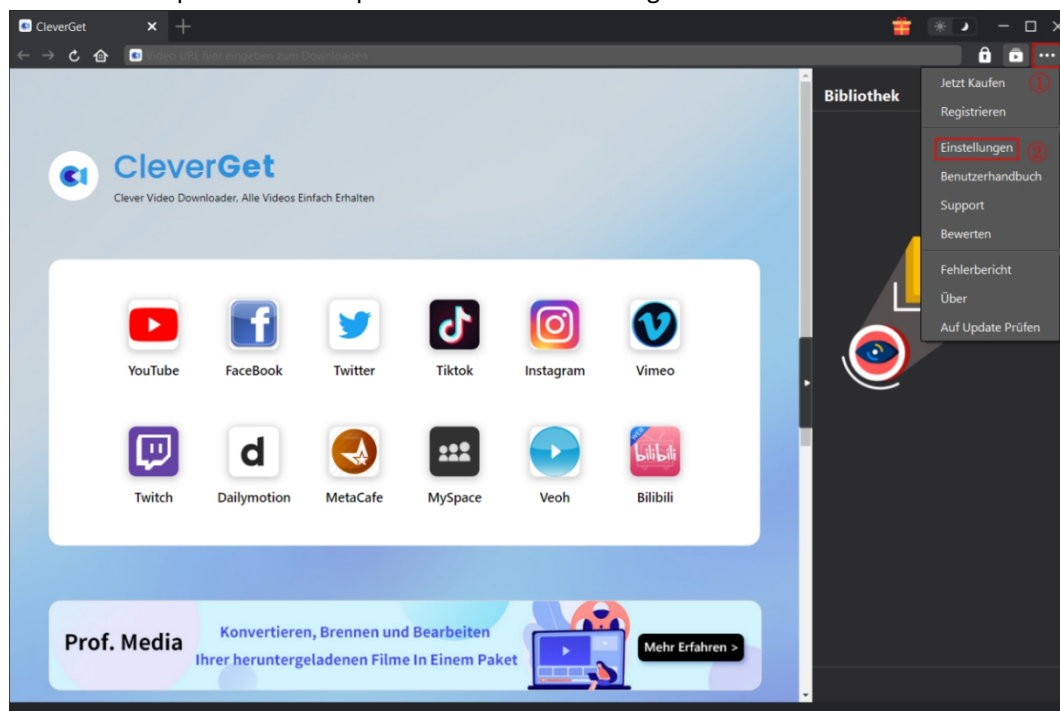 CleverGet
Video URL hier eingeben zum Downloaden
Bibliothek
Jetzt Kaufen ①
Registrieren
Einstellungen ②
Benutzerhandbuch
Support
Bewerten
Fehlerbericht
Über
Auf Update Prüfen
CleverGet
Clever Video Downloader, Alle Videos Einfach Erhalten
YouTube FaceBook Twitter Tiktok Instagram Vimeo
Twitch Dailymotion MetaCafe MySpace Veoh Bilibili
Prof. Media
Konvertieren, Brennen und Bearbeiten
Ihrer heruntergeladenen Filme In Einem Paket
Mehr Erfahren >